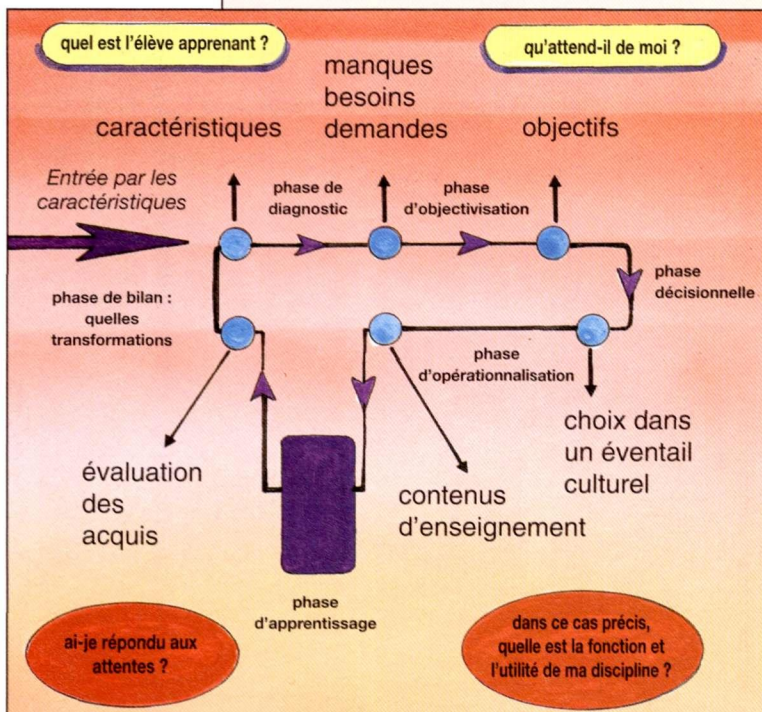 quel est l'élève apprenant ?
qu'attend-il de moi ?
manques
besoins
demandes
caractéristiques
objectifs
Entrée par les
caractéristiques
phase de
diagnostic
phase
d'objectivisation
phase
décisionnelle
phase de bilan :
quelles
transformations
phase
d'opérationnalisation
choix dans
un éventail
culturel
évaluation
des
acquis
contenus
d'enseignement
phase
d'apprentissage
ai-je répondu aux
attentes ?
dans ce cas précis,
quelle est la fonction et
l'utilité de ma discipline ?